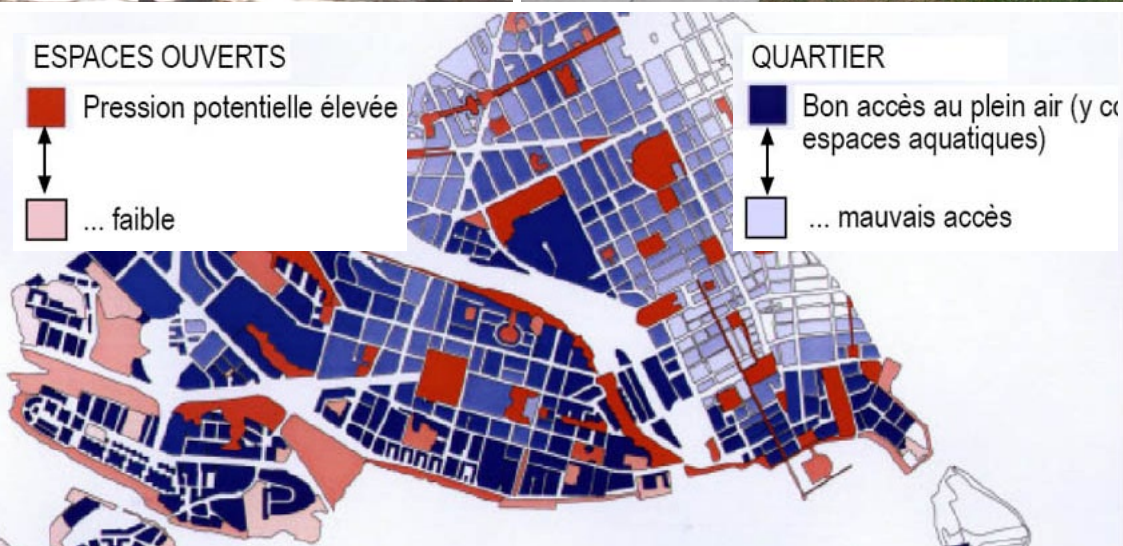 ESPACES OUVERTS
Pression potentielle élevée
... faible
QUARTIER
Bon accès au plein air (y
espaces aquatiques)
... mauvais accès